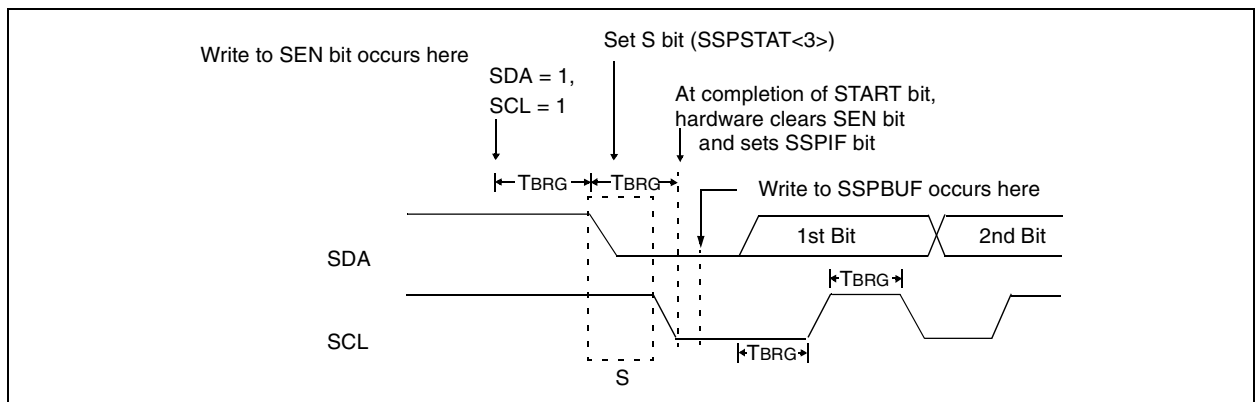 Write to SEN bit occurs here
Set S bit (SSPSTAT<3>)
SDA = 1,
SCL = 1
At completion of START bit,
hardware clears SEN bit
and sets SSPIF bit
TBRG
TBRG
Write to SSPBUF occurs here
SDA
1st Bit
2nd Bit
TBRG
SCL
TBRG
S